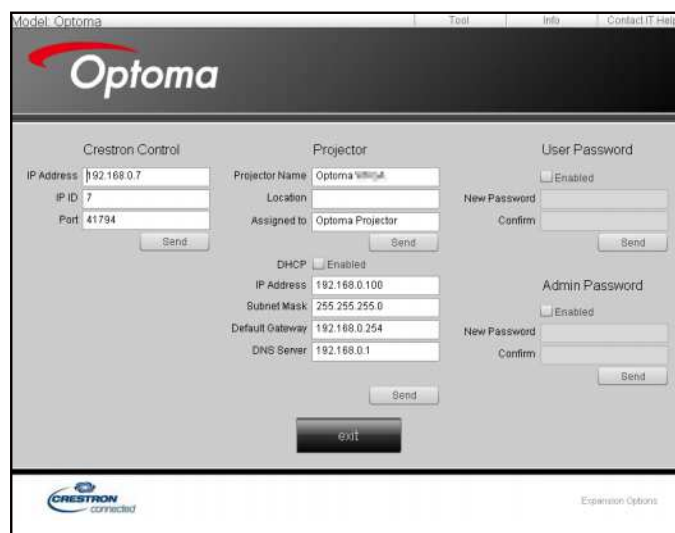 Model: Optoma
Tool
Info
Contact IT Help
Optoma
Crestron Control
IP Address 192.168.0.7
IP ID 7
Port 41794
Send
Projector
Projector Name Optoma
Location
Assigned to Optoma Projector
Send
DHCP Enabled
IP Address 192.168.0.100
Subnet Mask 255.255.255.0
Default Gateway 192.168.0.254
DNS Server 192.168.0.1
Send
User Password
Enabled
New Password
Confirm
Send
Admin Password
Enabled
New Password
Confirm
Send
exit
CRESTRON
connected
Expansion Options